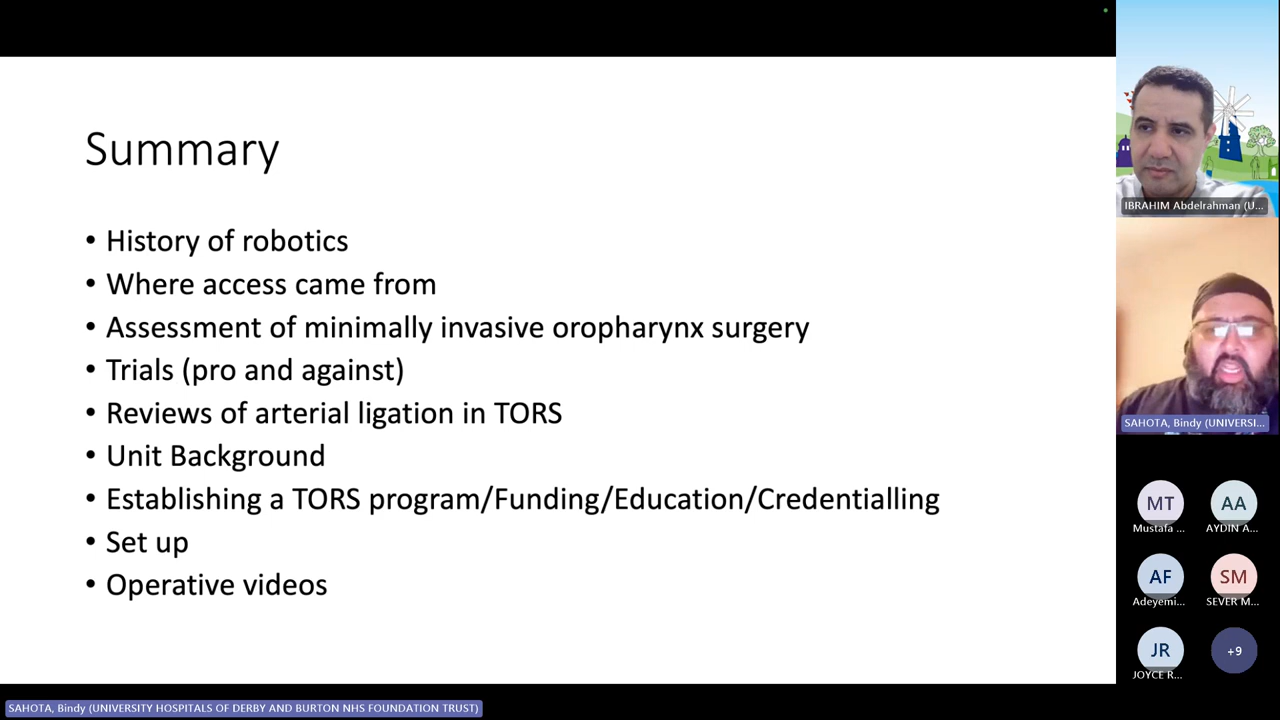 Summary
• History of robotics
• Where access came from
• Assessment of minimally invasive oropharynx surgery
• Trials (pro and against)
• Reviews of arterial ligation in TORS
• Unit Background
• Establishing a TORS program/Funding/Education/Credentialling
• Set up
• Operative videos
IBRAHIM Abdelrahman (U...
SAHOTA, Bindy (UNIVERSI...
MT AA
Mustafa ... AYDIN A...
AF SM
Adeyemi... SEVER M...
JR +9
JOYCE R...
SAHOTA, Bindy (UNIVERSITY HOSPITALS OF DERBY AND BURTON NHS FOUNDATION TRUST)